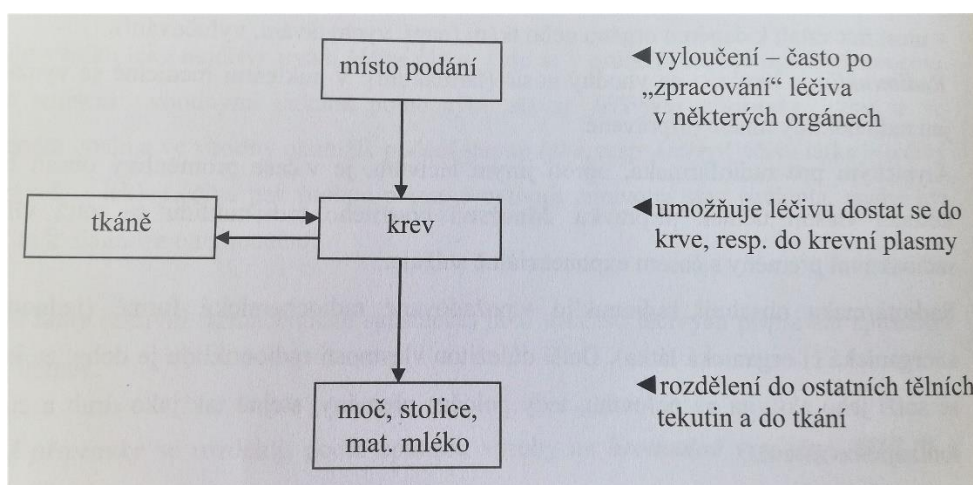 místo podání
◄vyloučení – často po
„zpracování“ léčiva
v některých orgánech
tkáně
krev
◄umožňuje léčivu dostat se do
krve, resp. do krevní plasmy
moč, stolice,
mat. mléko
◄rozdělení do ostatních tělních
tekutin a do tkání